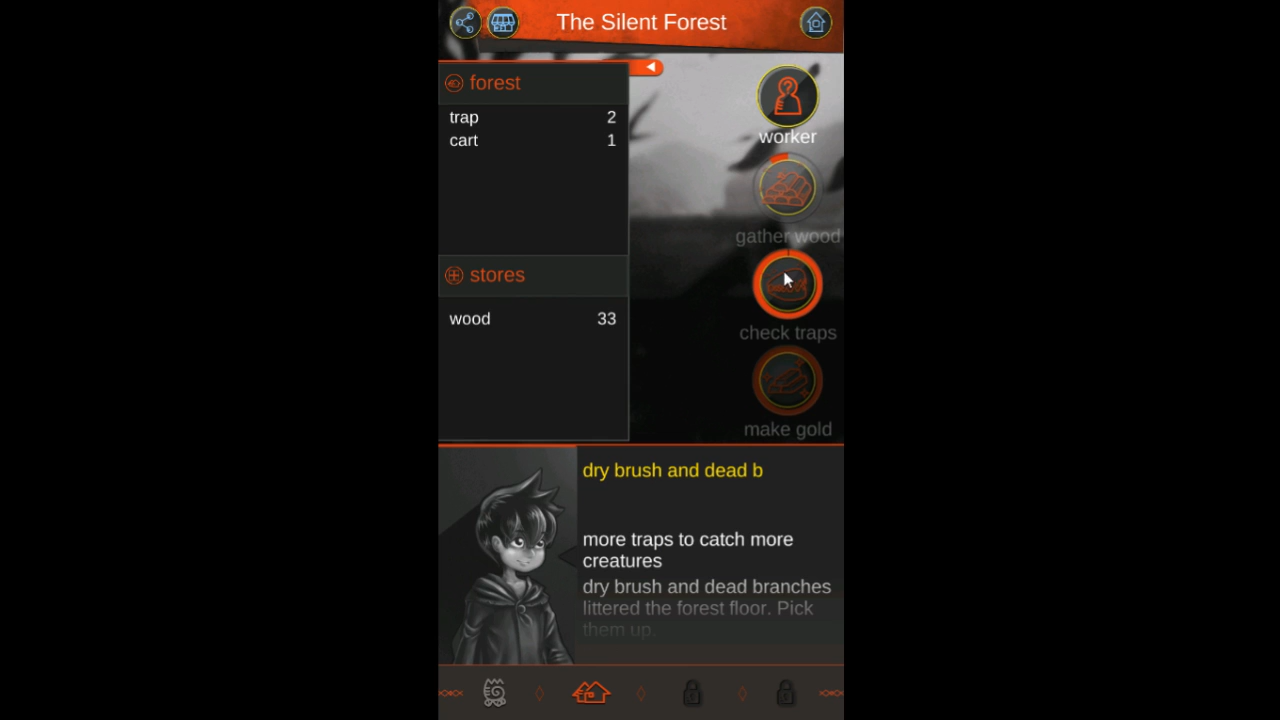 The Silent Forest
forest
trap 2
cart 1
stores
wood 33
worker
gather wood
check traps
make gold
dry brush and dead b
more traps to catch more
creatures
dry brush and dead branches
littered the forest floor. Pick
them up.